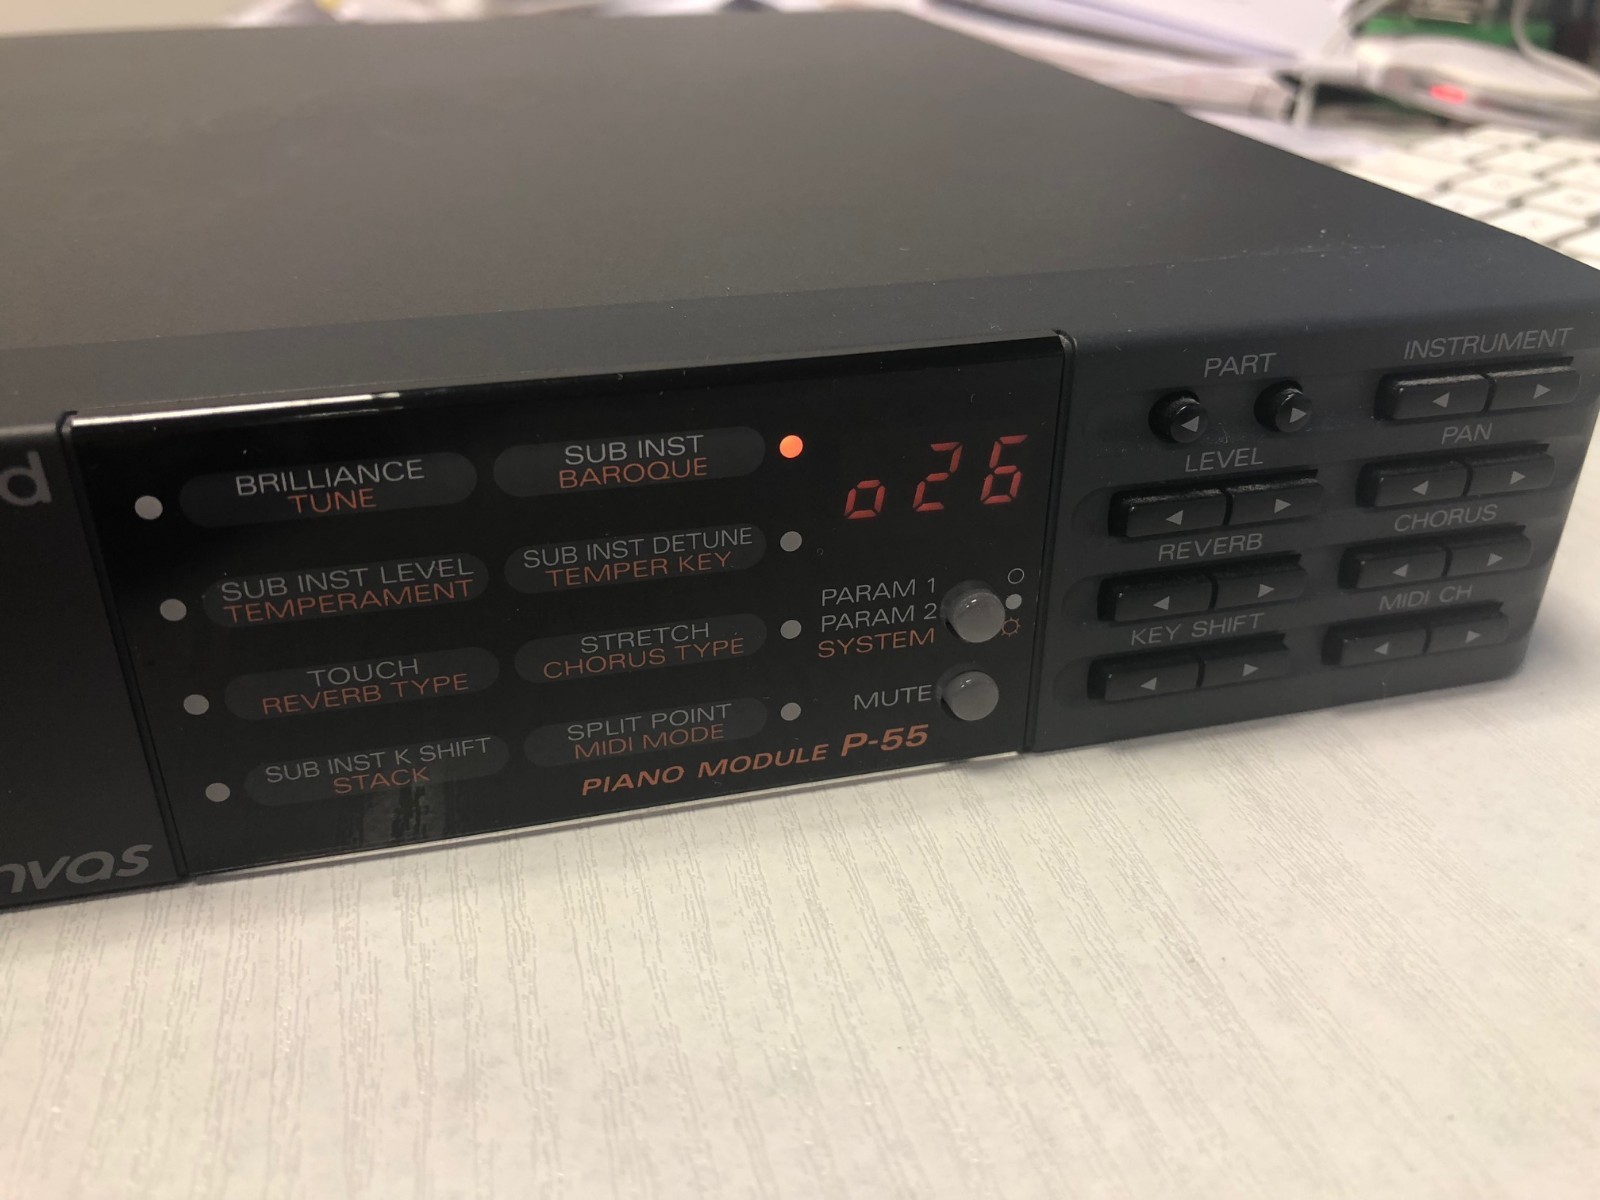 d
nvas
BRILLIANCE
TUNE
SUB INST
BAROQUE
SUB INST LEVEL
TEMPERAMENT
SUB INST DETUNE
TEMPER KEY
TOUCH
REVERB TYPE
STRETCH
CHORUS TYPE
SUB INST K SHIFT
STACK
SPLIT POINT
MIDI MODE
PIANO MODULE P-55
o26
PARAM 1
PARAM 2
SYSTEM
MUTE
PART
INSTRUMENT
LEVEL
PAN
REVERB
CHORUS
KEY SHIFT
MIDI CH